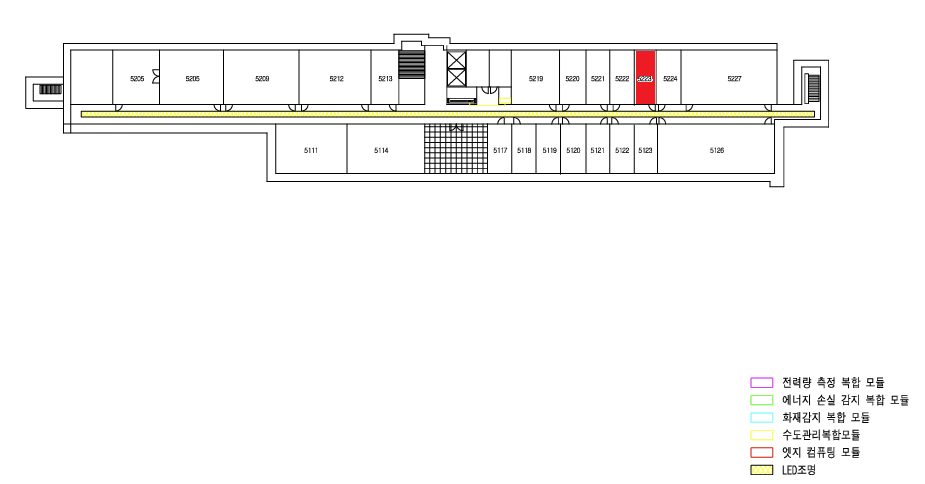 5205 5205 5209 5212 5213 5219 5220 5221 5222 5223 5224 5227
5111 5114 5117 5118 5119 5120 5121 5122 5123 5126
전력량 측정 복합 모듈
에너지 손실 감지 복합 모듈
화재감지 복합 모듈
수도관리복합모듈
엣지 컴퓨팅 모듈
LED조명